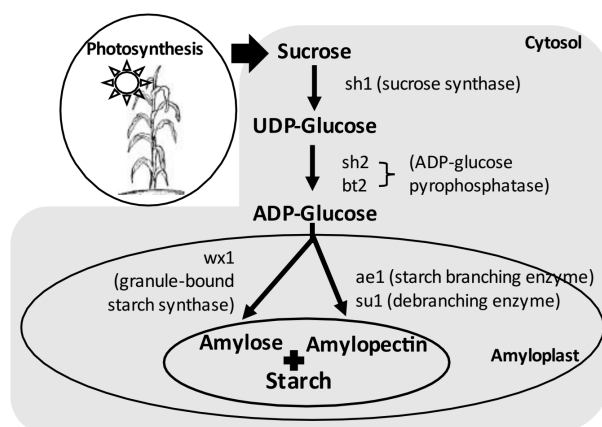 Photosynthesis
Sucrose
Cytosol
sh1 (sucrose synthase)
UDP-Glucose
sh2
bt2
(ADP-glucose
pyrophosphatase)
ADP-Glucose
wx1
(granule-bound
starch synthase)
ae1 (starch branching enzyme)
su1 (debranching enzyme)
Amylose
Amylopectin
Starch
Amyloplast